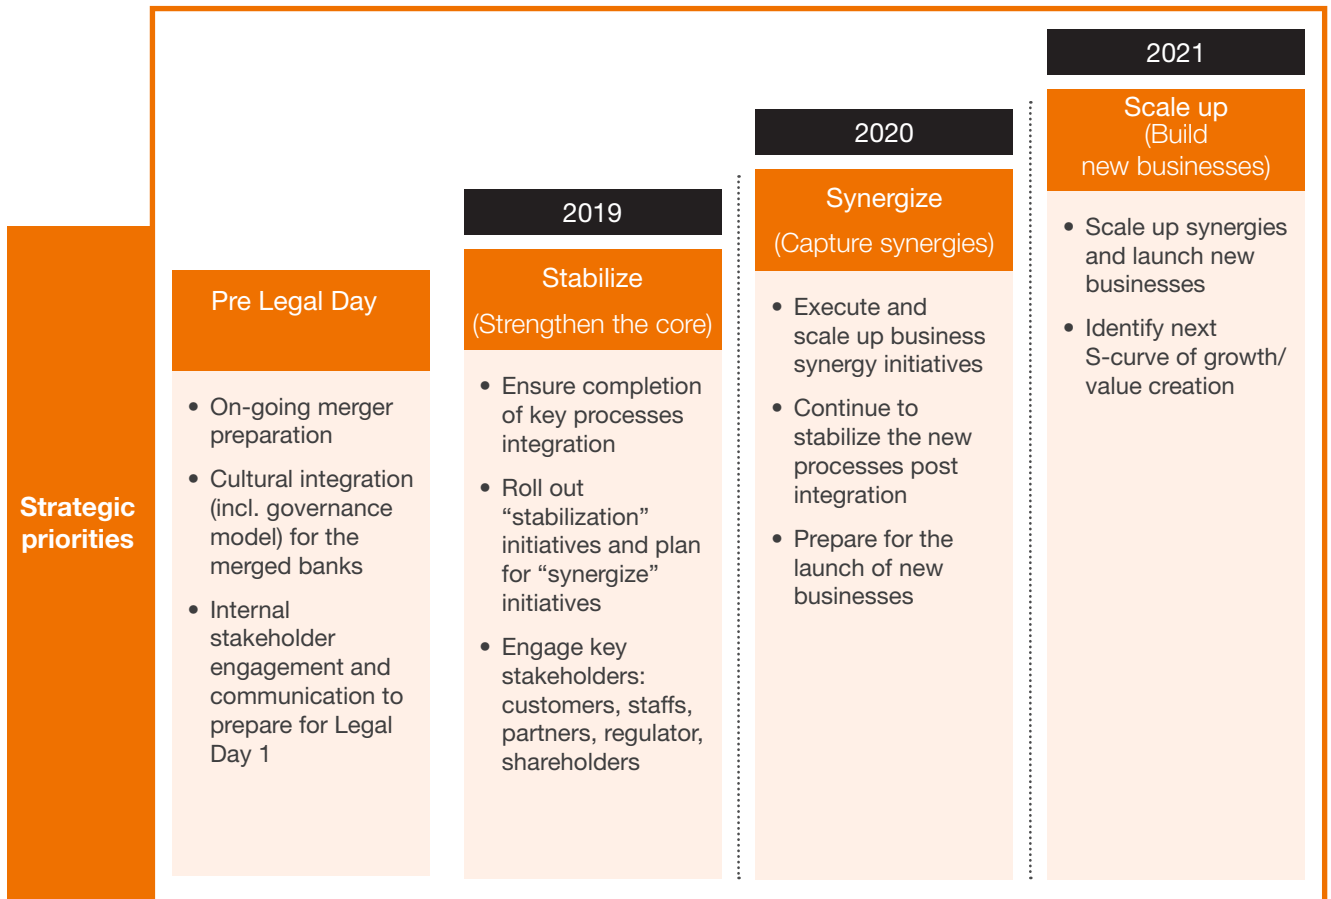 Strategic
priorities
Pre Legal Day
• On-going merger
preparation
• Cultural integration
(incl. governance
model) for the
merged banks
• Internal
stakeholder
engagement and
communication to
prepare for Legal
Day 1
2019
Stabilize
(Strengthen the core)
• Ensure completion
of key processes
integration
• Roll out
“stabilization”
initiatives and plan
for “synergize”
initiatives
• Engage key
stakeholders:
customers, staffs,
partners, regulator,
shareholders
2020
Synergize
(Capture synergies)
• Execute and
scale up business
synergy initiatives
• Continue to
stabilize the new
processes post
integration
• Prepare for the
launch of new
businesses
2021
Scale up
(Build
new businesses)
• Scale up synergies
and launch new
businesses
• Identify next
S-curve of growth/
value creation